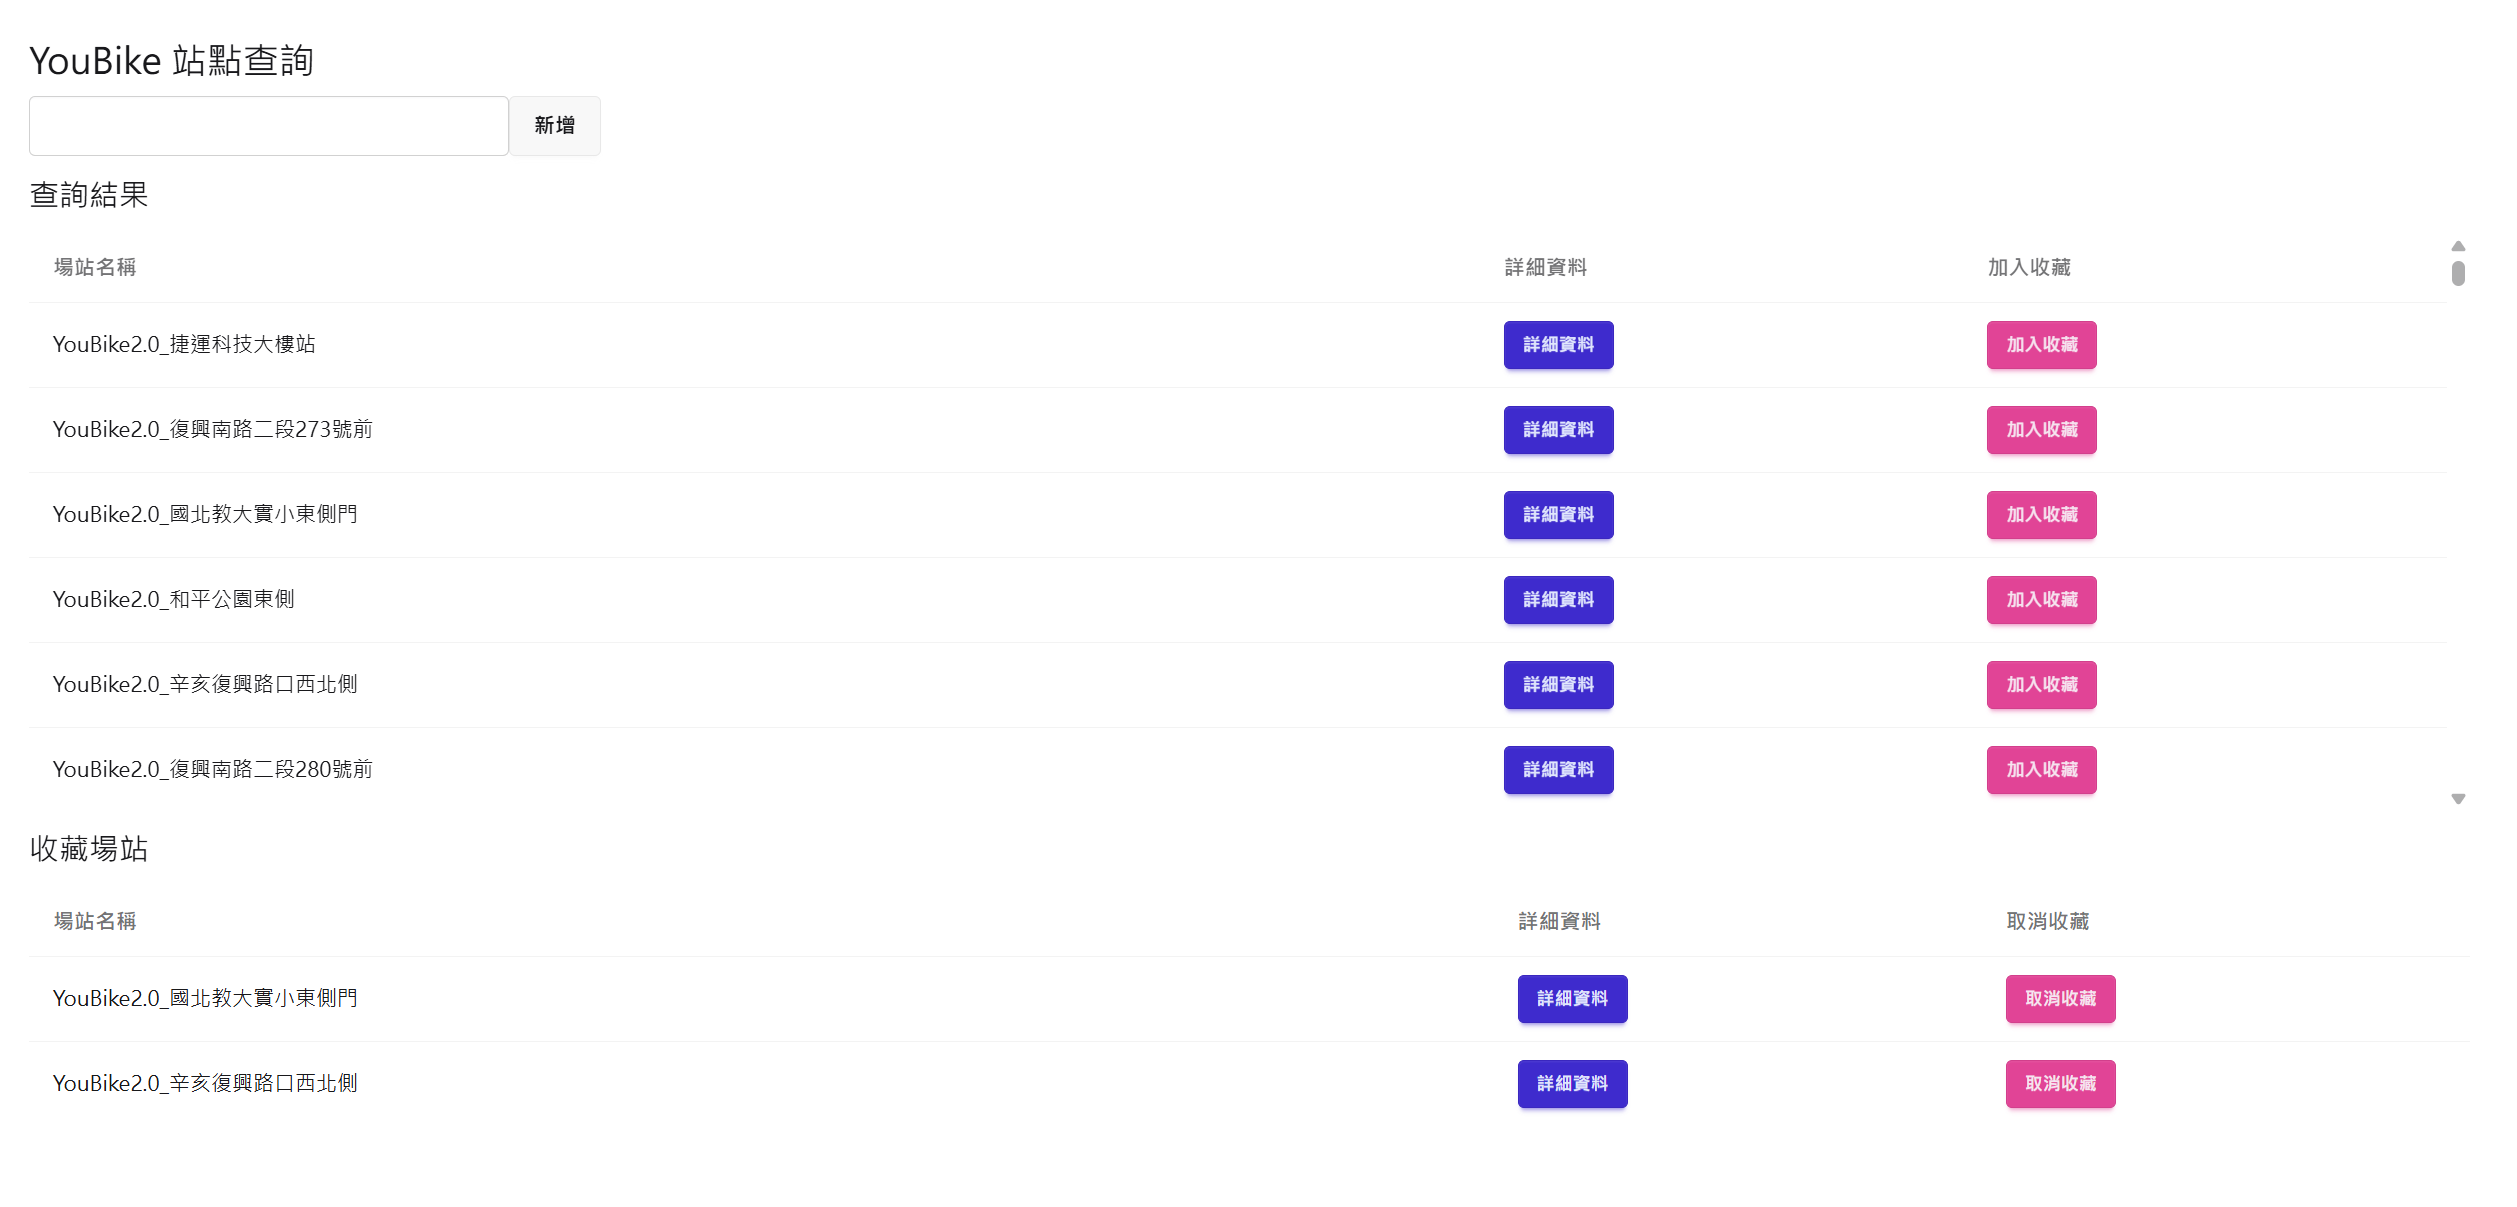 YouBike 站點查詢
新增
查詢結果
場站名稱 詳細資料 加入收藏
YouBike2.0_捷運科技大樓站 詳細資料 加入收藏
YouBike2.0_復興南路二段273號前 詳細資料 加入收藏
YouBike2.0_國北教大實小東側門 詳細資料 加入收藏
YouBike2.0_和平公園東側 詳細資料 加入收藏
YouBike2.0_辛亥復興路口西北側 詳細資料 加入收藏
YouBike2.0_復興南路二段280號前 詳細資料 加入收藏
收藏場站
場站名稱 詳細資料 取消收藏
YouBike2.0_國北教大實小東側門 詳細資料 取消收藏
YouBike2.0_辛亥復興路口西北側 詳細資料 取消收藏